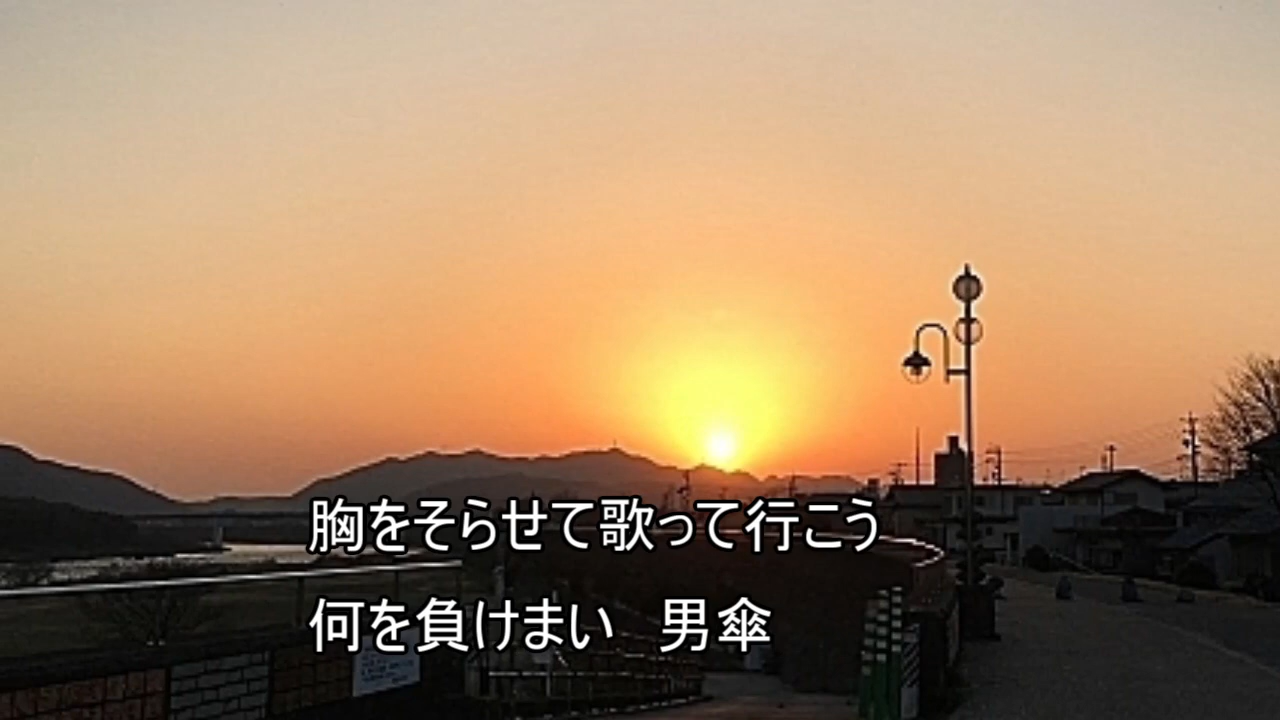 胸をそらせて歌って行こう
何を負けまい　男傘